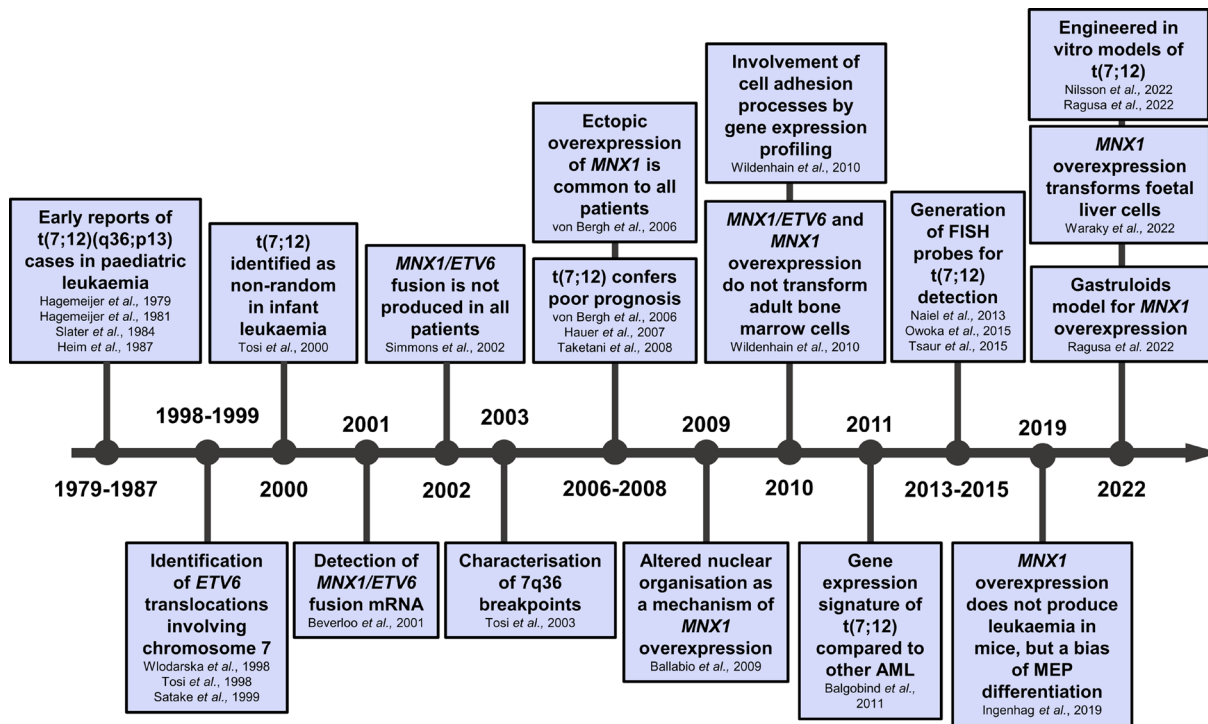 Early reports of
t(7;12)(q36;p13)
cases in paediatric
leukaemia
Hagemeijer et al., 1979
Hagemeijer et al., 1981
Slater et al., 1984
Heim et al., 1987
t(7;12)
identified as
non-random
in infant
leukaemia
Tosi et al., 2000
MNX1/ETV6
fusion is not
produced in all
patients
Simmons et al., 2002
Ectopic
overexpression
of MNX1 is
common to all
patients
von Bergh et al., 2006
t(7;12) confers
poor prognosis
von Bergh et al., 2006
Hauer et al., 2007
Taketani et al., 2008
Involvement of
cell adhesion
processes by
gene expression
profiling
Wildenhain et al., 2010
MNX1/ETV6 and
MNX1
overexpression
do not transform
adult bone
marrow cells
Wildenhain et al., 2010
Generation
of FISH
probes for
t(7;12)
detection
Naiel et al., 2013
Owoka et al., 2015
Tsaur et al., 2015
Engineered in
vitro models of
t(7;12)
Nilsson et al., 2022
Ragusa et al., 2022
MNX1
overexpression
transforms foetal
liver cells
Waraky et al., 2022
Gastruloids
model for MNX1
overexpression
Ragusa et al. 2022
1998-1999
2001
2003
2009
2011
2019
1979-1987
2000
2002
2006-2008
2010
2013-2015
2022
Identification
of ETV6
translocations
involving
chromosome 7
Wlodarska et al., 1998
Tosi et al., 1998
Satake et al., 1999
Detection of
MNX1/ETV6
fusion mRNA
Beverloo et al., 2001
Characterisation
of 7q36
breakpoints
Tosi et al., 2003
Altered nuclear
organisation as
a mechanism of
MNX1
overexpression
Ballabio et al., 2009
Gene
expression
signature of
t(7;12)
compared to
other AML
Balgobind et al.,
2011
MNX1
overexpression
does not produce
leukaemia in
mice, but a bias
of MEP
differentiation
Ingenhag et al., 2019